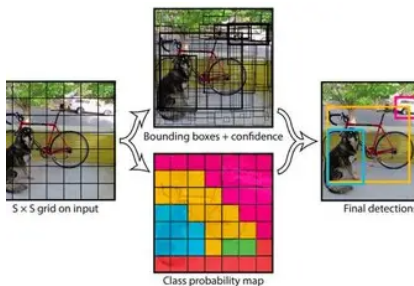 Bounding boxes + confidence
S × S grid on input
Final detection
Class probability map